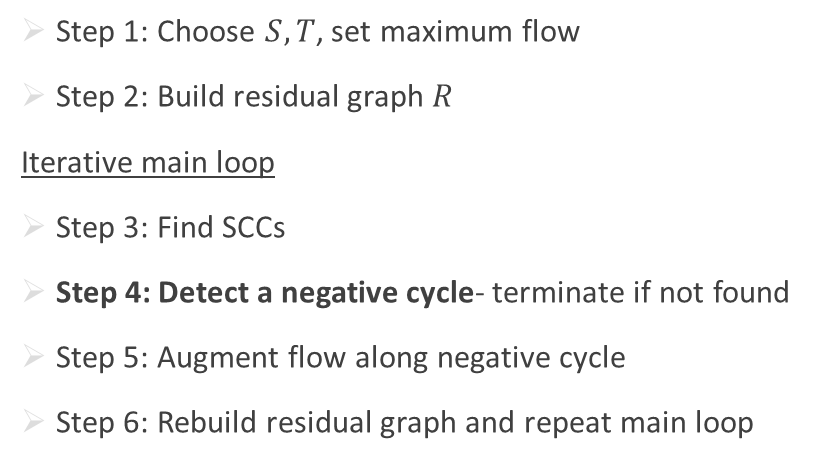 ➢ Step 1: Choose S, T, set maximum flow
➢ Step 2: Build residual graph R
Iterative main loop
➢ Step 3: Find SCCs
➢ Step 4: Detect a negative cycle- terminate if not found
➢ Step 5: Augment flow along negative cycle
➢ Step 6: Rebuild residual graph and repeat main loop